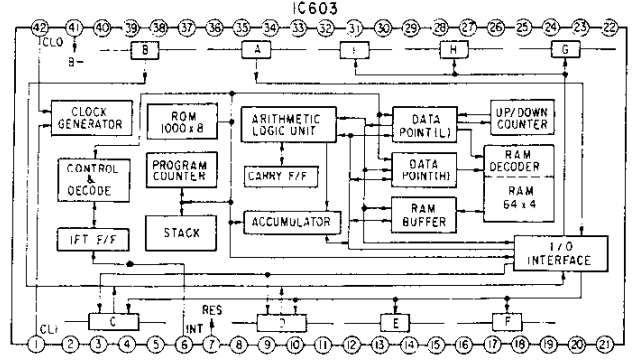 IC603
42 41 40 39 38 37 36 35 34 33 32 31 30 29 28 27 26 25 24 23 22
CLO B A I H G
B-
CLOCK GENERATOR
ROM 1000 x 8
ARITHMETIC LOGIC UNIT
DATA POINT(L)
UP/DOWN COUNTER
CONTROL & DECODE
PROGRAM COUNTER
CARRY F/F
DATA POINT(H)
RAM DECODER
RAM 64 x 4
IFT F/F
STACK
ACCUMULATOR
RAM BUFFER
I/O INTERFACE
RES
CLI C INT D E F
1 2 3 4 5 6 7 8 9 10 11 12 13 14 15 16 17 18 19 20 21